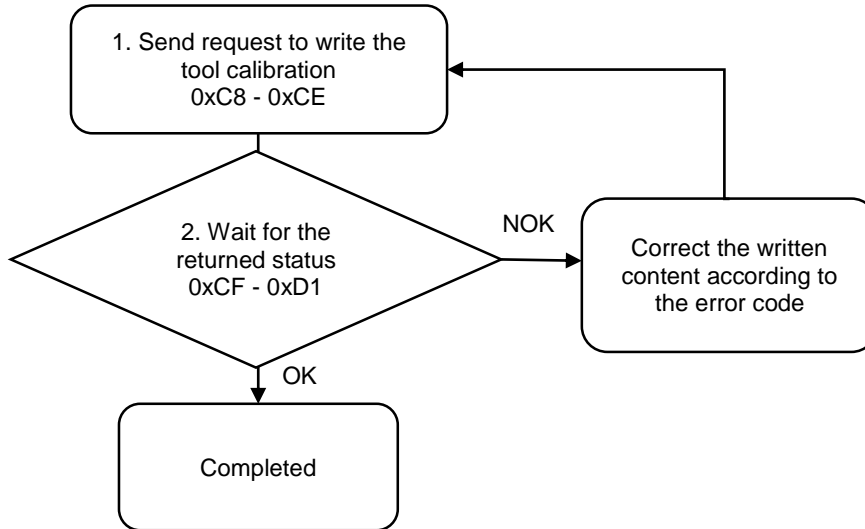 1. Send request to write the
tool calibration
0xC8 - 0xCE
2. Wait for the
returned status
0xCF - 0xD1
NOK
Correct the written
content according to
the error code
OK
Completed